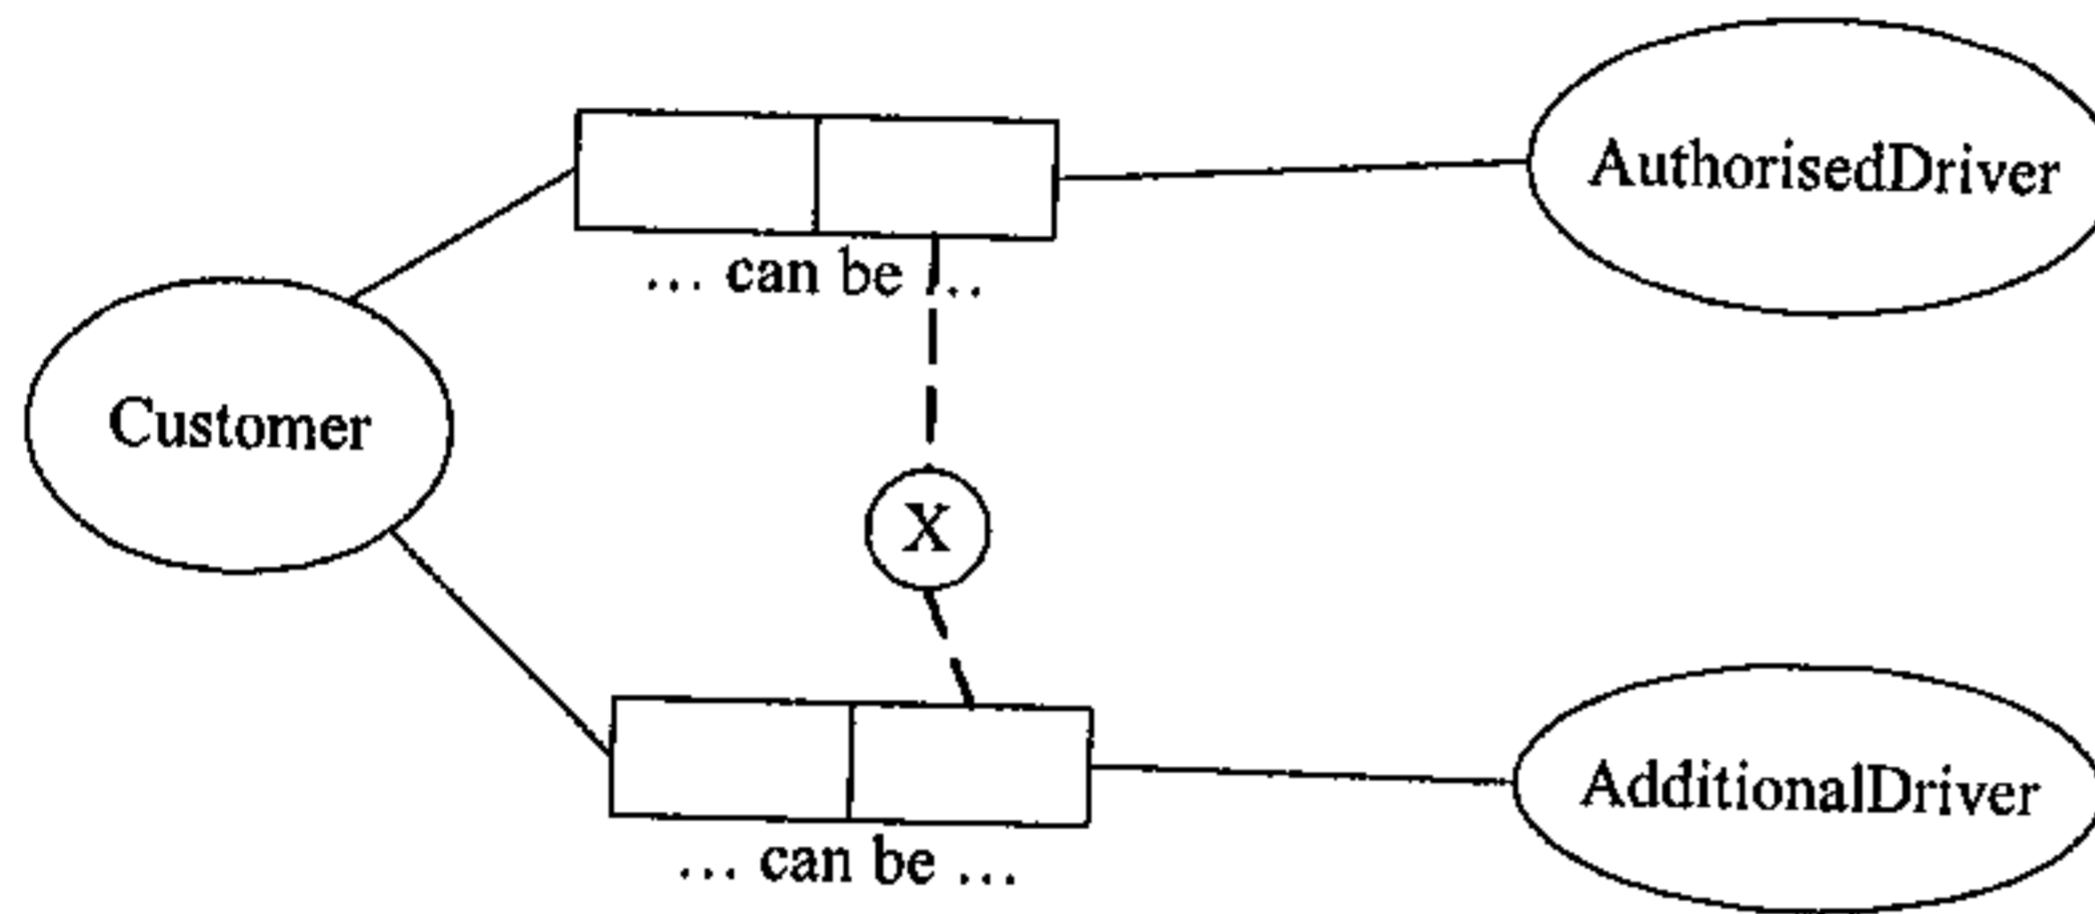 AuthorisedDriver
... can be ...
Customer
X
... can be ...
AdditionalDriver